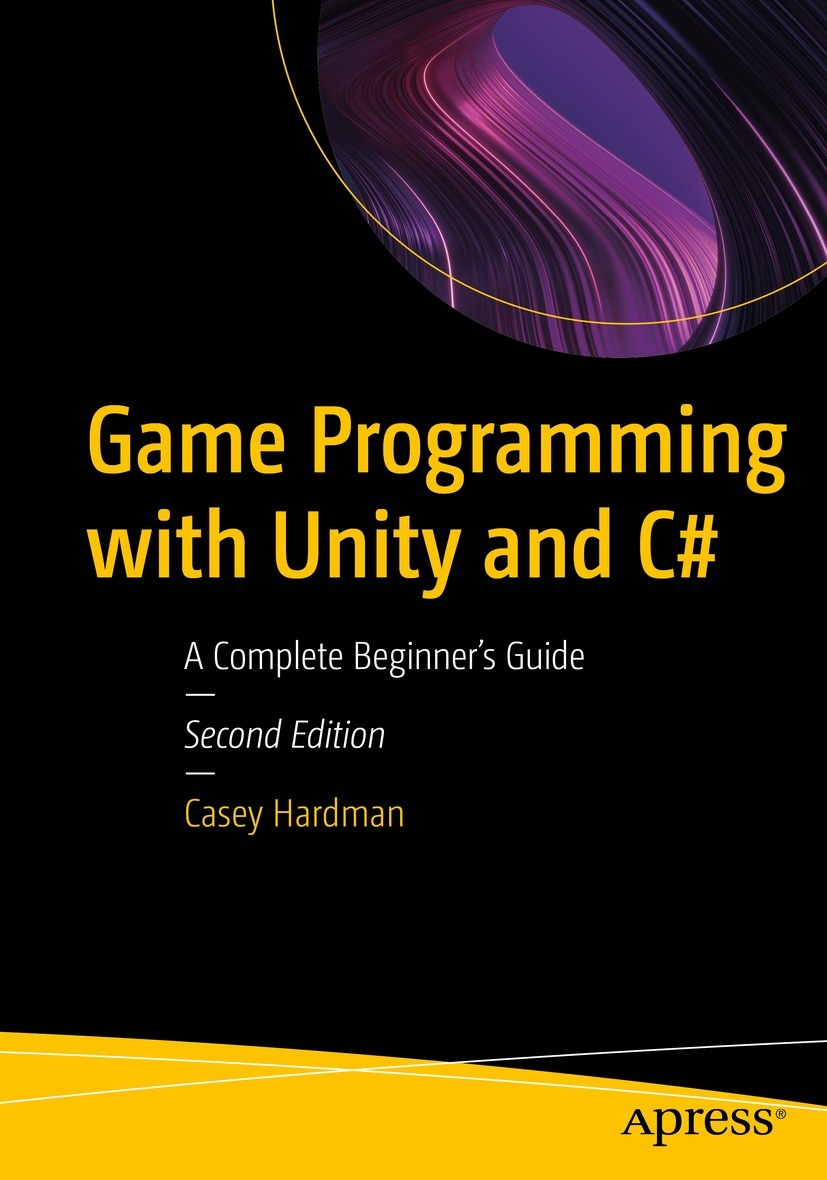 Game Programming
with Unity and C#
A Complete Beginner’s Guide
—
Second Edition
—
Casey Hardman
Apress®